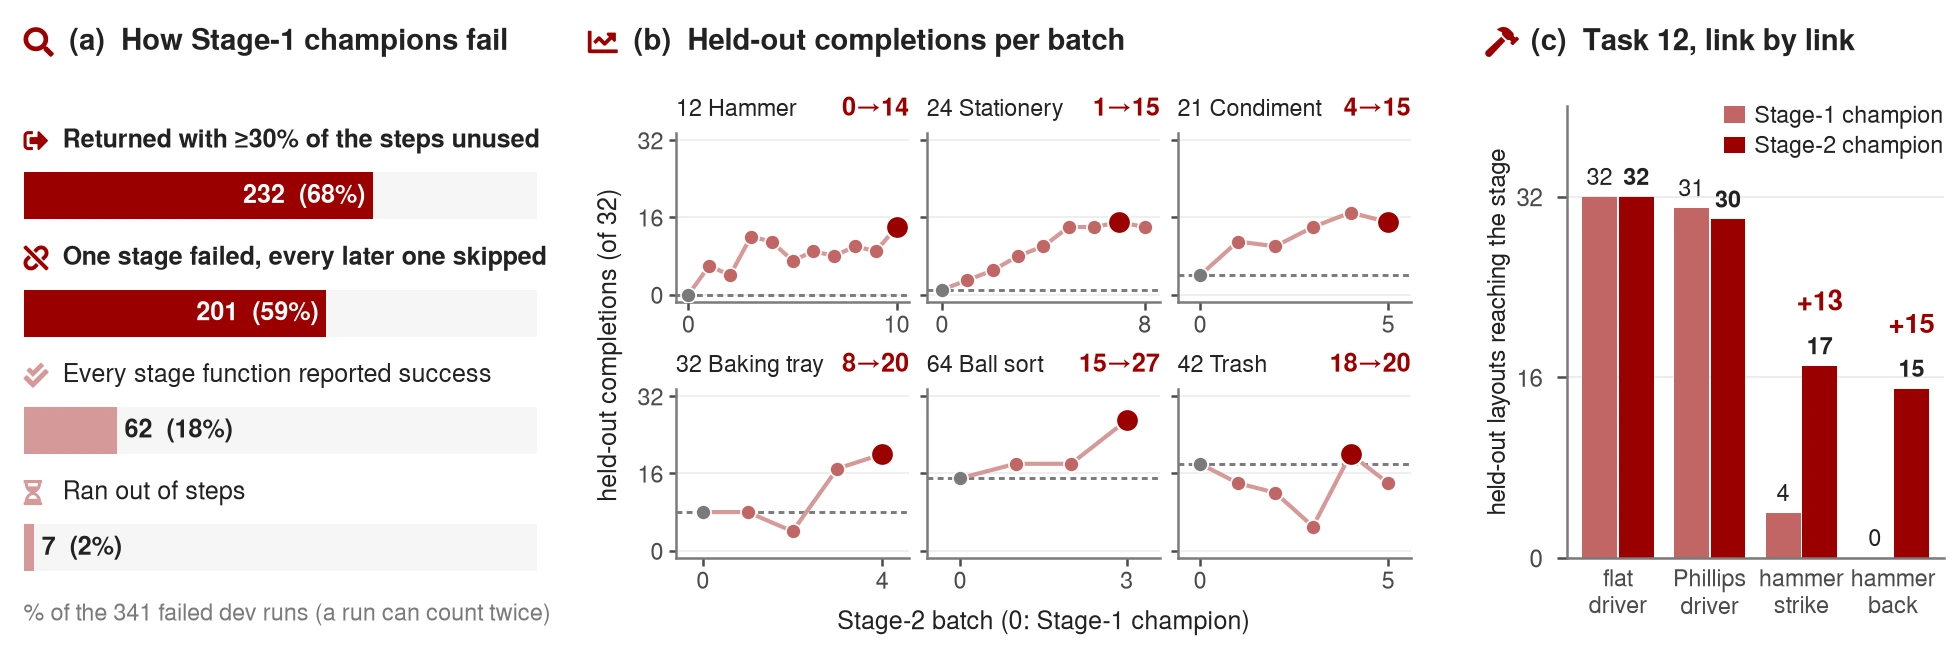 (a) How Stage-1 champions fail
Returned with ≥30% of the steps unused
232 (68%)
One stage failed, every later one skipped
201 (59%)
Every stage function reported success
62 (18%)
Ran out of steps
7 (2%)
% of the 341 failed dev runs (a run can count twice)
(b) Held-out completions per batch
held-out completions (of 32)
12 Hammer 0→14
32
16
0
0 10
24 Stationery 1→15
0 8
21 Condiment 4→15
0 5
32 Baking tray 8→20
32
16
0
0 4
64 Ball sort 15→27
0 3
42 Trash 18→20
0 5
Stage-2 batch (0: Stage-1 champion)
(c) Task 12, link by link
Stage-1 champion
Stage-2 champion
held-out layouts reaching the stage
32
16
0
32 32
31 30
+13
4 17
+15
0 15
flat driver
Phillips driver
hammer strike
hammer back